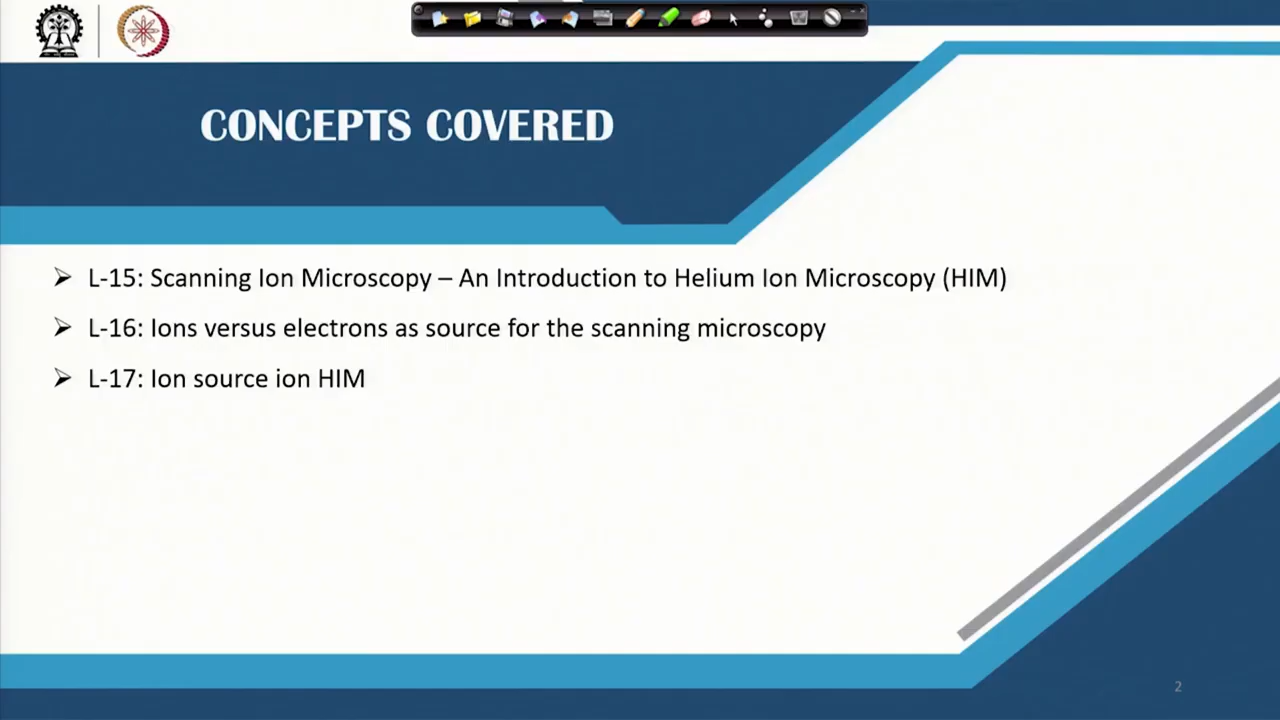 CONCEPTS COVERED
➢ L-15: Scanning Ion Microscopy – An Introduction to Helium Ion Microscopy (HIM)
➢ L-16: Ions versus electrons as source for the scanning microscopy
➢ L-17: Ion source ion HIM
2